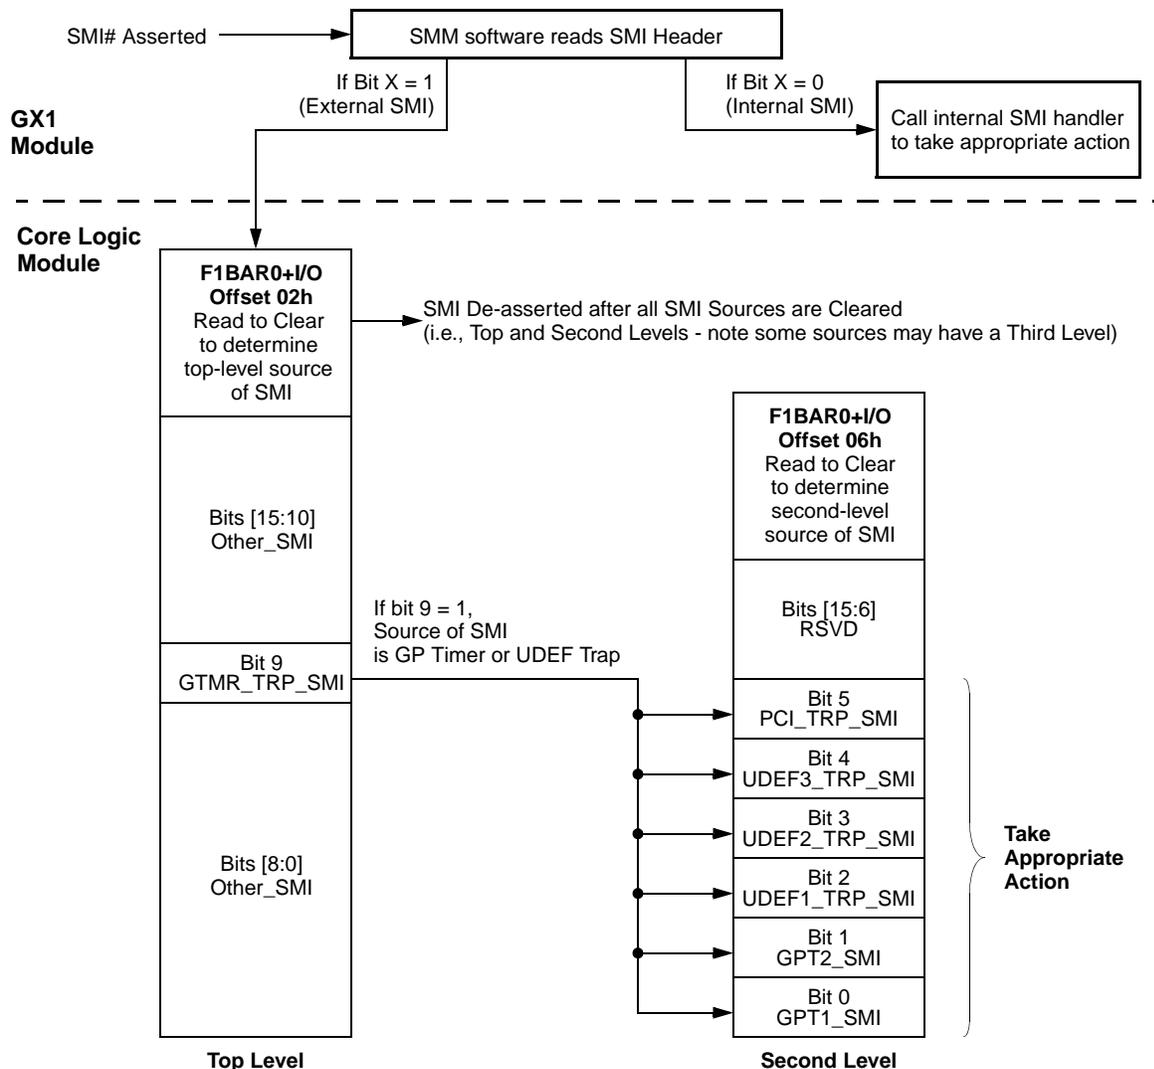 SMI# Asserted
SMM software reads SMI Header
If Bit X = 1
(External SMI)
If Bit X = 0
(Internal SMI)
Call internal SMI handler
to take appropriate action
GX1
Module
Core Logic
Module
F1BAR0+I/O
Offset 02h
Read to Clear
to determine
top-level source
of SMI
SMI De-asserted after all SMI Sources are Cleared
(i.e., Top and Second Levels - note some sources may have a Third Level)
Bits [15:10]
Other_SMI
If bit 9 = 1,
Source of SMI
is GP Timer or UDEF Trap
Bit 9
GTMR_TRP_SMI
Bits [8:0]
Other_SMI
Top Level
F1BAR0+I/O
Offset 06h
Read to Clear
to determine
second-level
source of SMI
Bits [15:6]
RSVD
Bit 5
PCI_TRP_SMI
Bit 4
UDEF3_TRP_SMI
Bit 3
UDEF2_TRP_SMI
Bit 2
UDEF1_TRP_SMI
Bit 1
GPT2_SMI
Bit 0
GPT1_SMI
Second Level
Take
Appropriate
Action